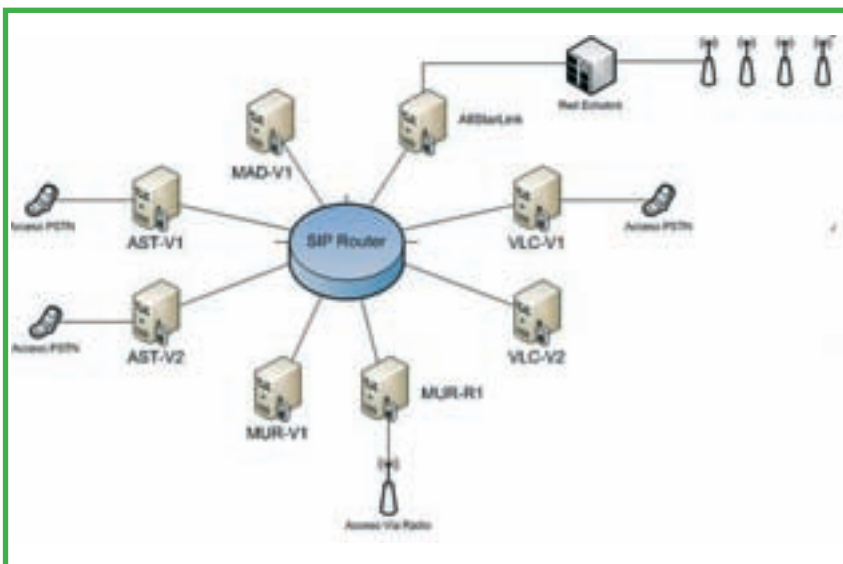 Red Echolink
AllStarLink
MAD-V1
Acceso PSTN
AST-V1
SIP Router
VLC-V1
Acceso PSTN
Acceso PSTN
AST-V2
VLC-V2
MUR-V1
MUR-R1
Acceso Via Radio